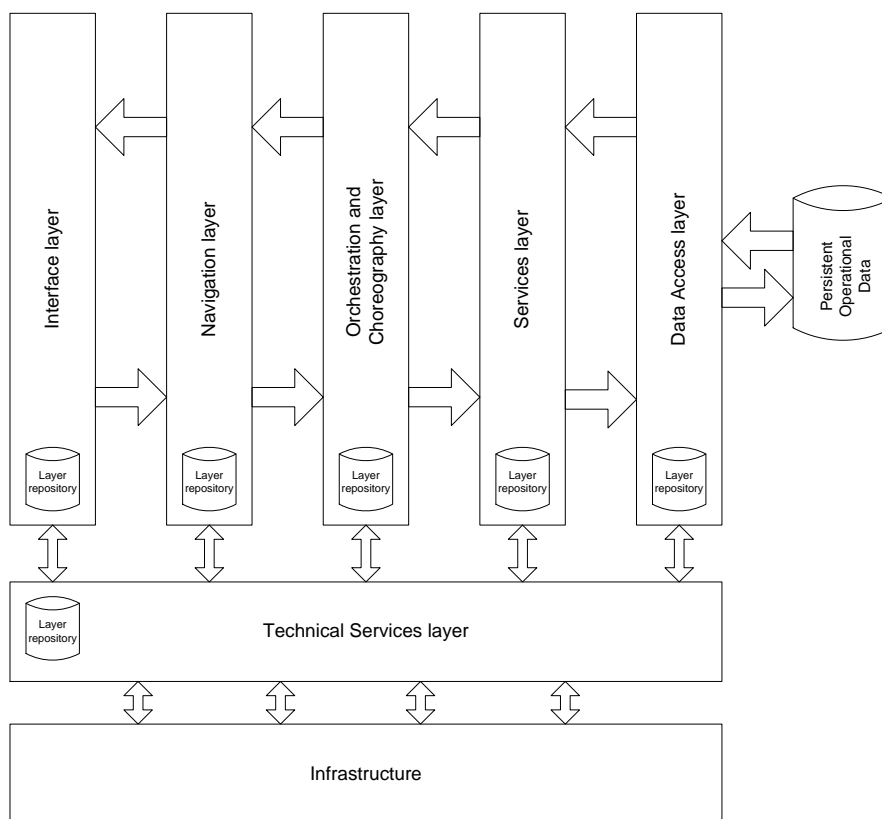 Interface layer
Navigation layer
Orchestration and
Choreography layer
Services layer
Data Access layer
Persistent
Operational
Data
Layer
repository
Layer
repository
Layer
repository
Layer
repository
Layer
repository
Layer
repository
Technical Services layer
Infrastructure